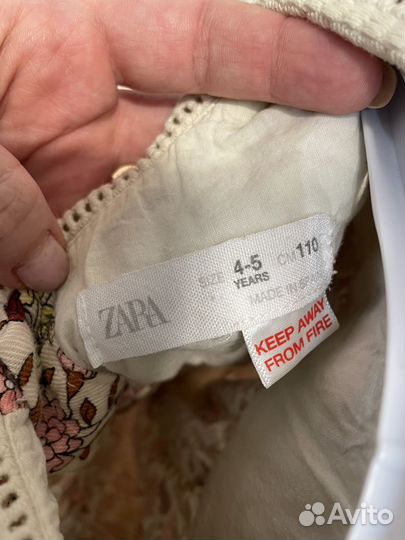 ZARA
SIZE 4-5 YEARS CM 110
MADE IN
KEEP AWAY
FROM FIRE
Avito